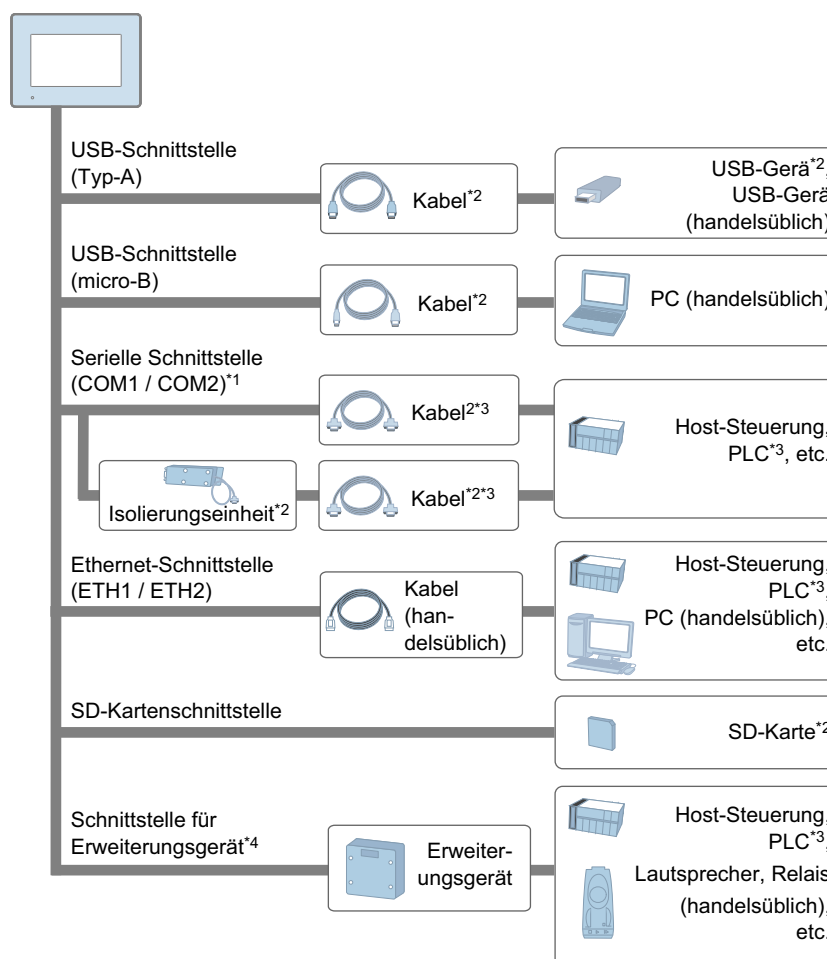 USB-Schnittstelle
(Typ-A)
Kabel*2
USB-Gerä*2,
USB-Gerä
(handelsüblich)
USB-Schnittstelle
(micro-B)
Kabel*2
PC (handelsüblich)
Serielle Schnittstelle
(COM1 / COM2)*1
Kabel2*3
Host-Steuerung,
PLC*3, etc.
Isolierungseinheit*2
Kabel*2*3
Ethernet-Schnittstelle
(ETH1 / ETH2)
Kabel
(han-
delsüblich)
Host-Steuerung,
PLC*3,
PC (handelsüblich),
etc.
SD-Kartenschnittstelle
SD-Karte*2
Schnittstelle für
Erweiterungsgerät*4
Erweiter-
ungsgerät
Host-Steuerung,
PLC*3,
Lautsprecher, Relais
(handelsüblich),
etc.